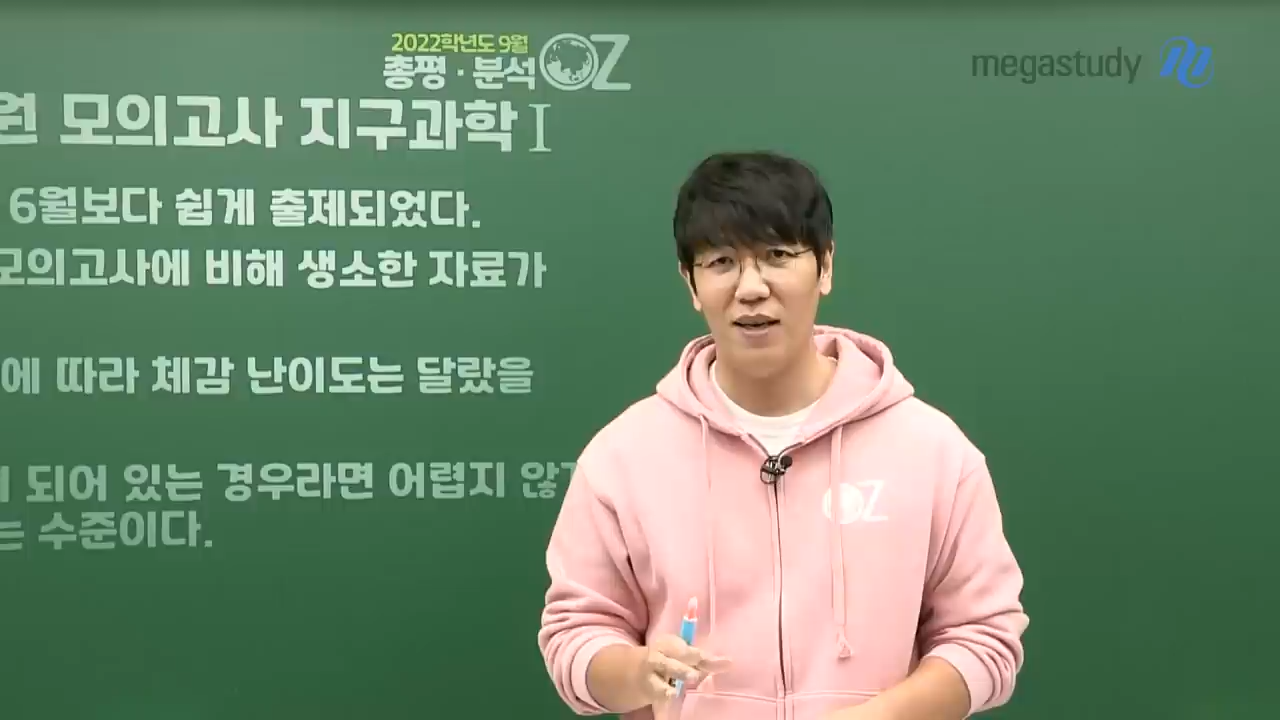 2022학년도 9월
총평·분석 OZ
megastudy
원 모의고사 지구과학Ⅰ
6월보다 쉽게 출제되었다.
모의고사에 비해 생소한 자료가
에 따라 체감 난이도는 달랐을
되어 있는 경우라면 어렵지 않
는 수준이다.
OZ